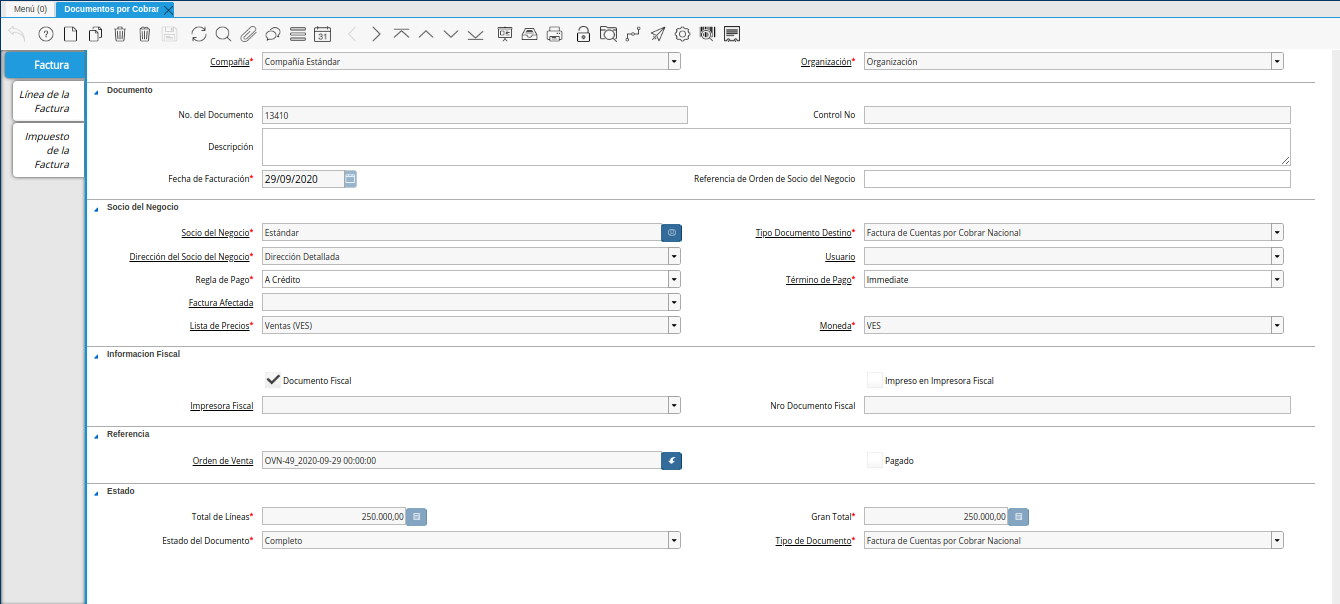 Menú (0)
Documentos por Cobrar
31
Factura
Compañía* Compañía Estándar Organización* Organización
Línea de la
Factura
Documento
No. del Documento 13410 Control No
Impuesto
de la
Factura
Descripción
Fecha de Facturación* 29/09/2020 Referencia de Orden de Socio del Negocio
Socio del Negocio
Socio del Negocio* Estándar Tipo Documento Destino* Factura de Cuentas por Cobrar Nacional
Dirección del Socio del Negocio* Dirección Detallada Usuario
Regla de Pago* A Crédito Término de Pago* Immediate
Factura Afectada
Lista de Precios* Ventas (VES) Moneda* VES
Informacion Fiscal
Documento Fiscal Impreso en Impresora Fiscal
Impresora Fiscal Nro Documento Fiscal
Referencia
Orden de Venta OVN-49_2020-09-29 00:00:00 Pagado
Estado
Total de Líneas* 250.000,00 Gran Total* 250.000,00
Estado del Documento* Completo Tipo de Documento* Factura de Cuentas por Cobrar Nacional